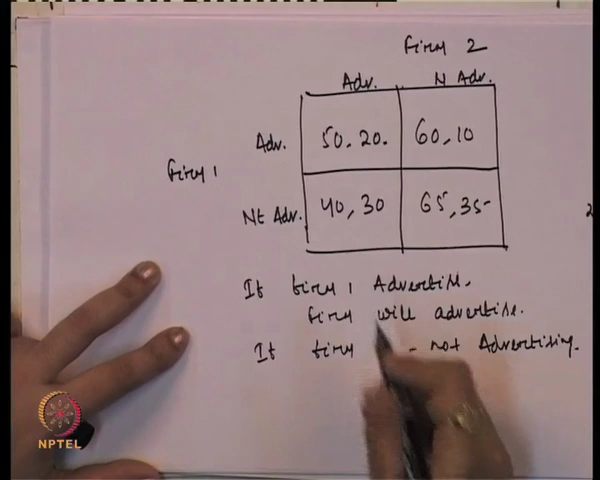 Firm 2
Adv. N Adv.
Adv. 50, 20. 60, 10
Firm 1
Nt Adv. 40, 30 65, 35
2
If firm 1 Advertise.
firm will advertise.
If firm - not Advertising.
NPTEL